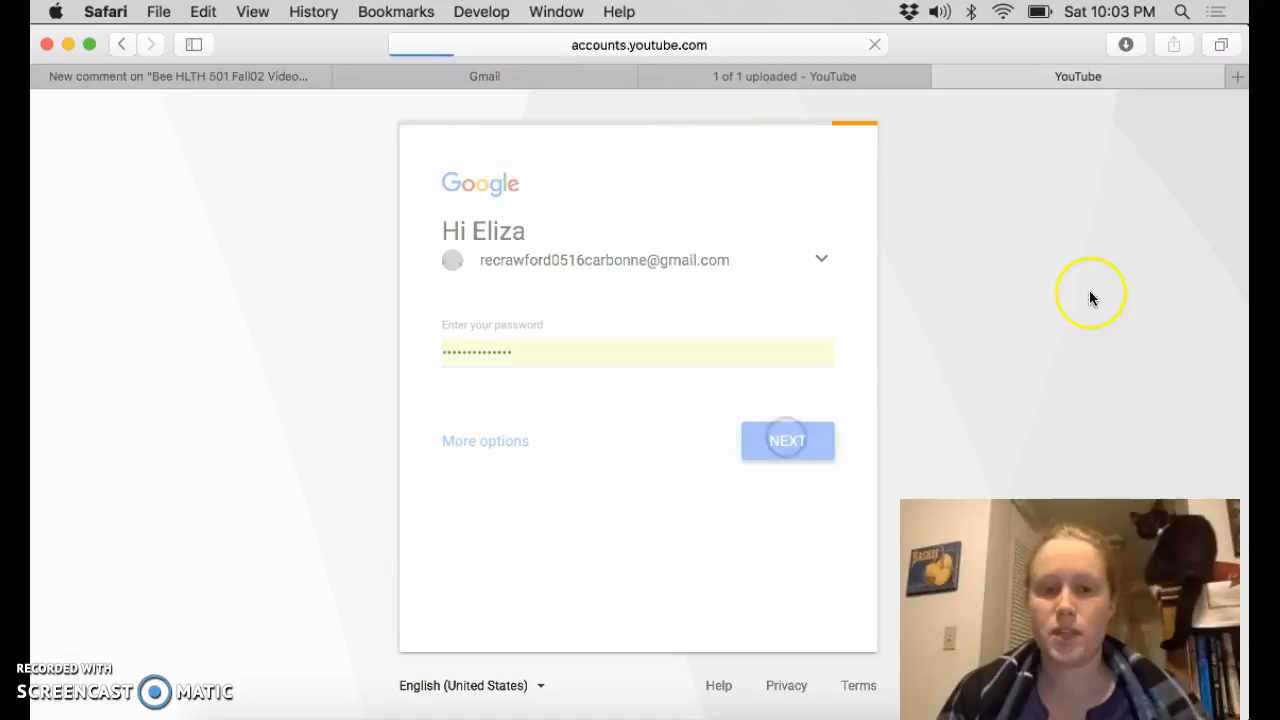 Safari File Edit View History Bookmarks Develop Window Help Sat 10:03 PM
accounts.youtube.com
New comment on "Bee HLTH 501 Fall02 Video... Gmail 1 of 1 uploaded - YouTube YouTube
Google
Hi Eliza
recrawford0516carbonne@gmail.com
Enter your password
••••••••••••••
More options NEXT
BASKET
RECORDED WITH
SCREENCAST MATIC
English (United States) Help Privacy Terms